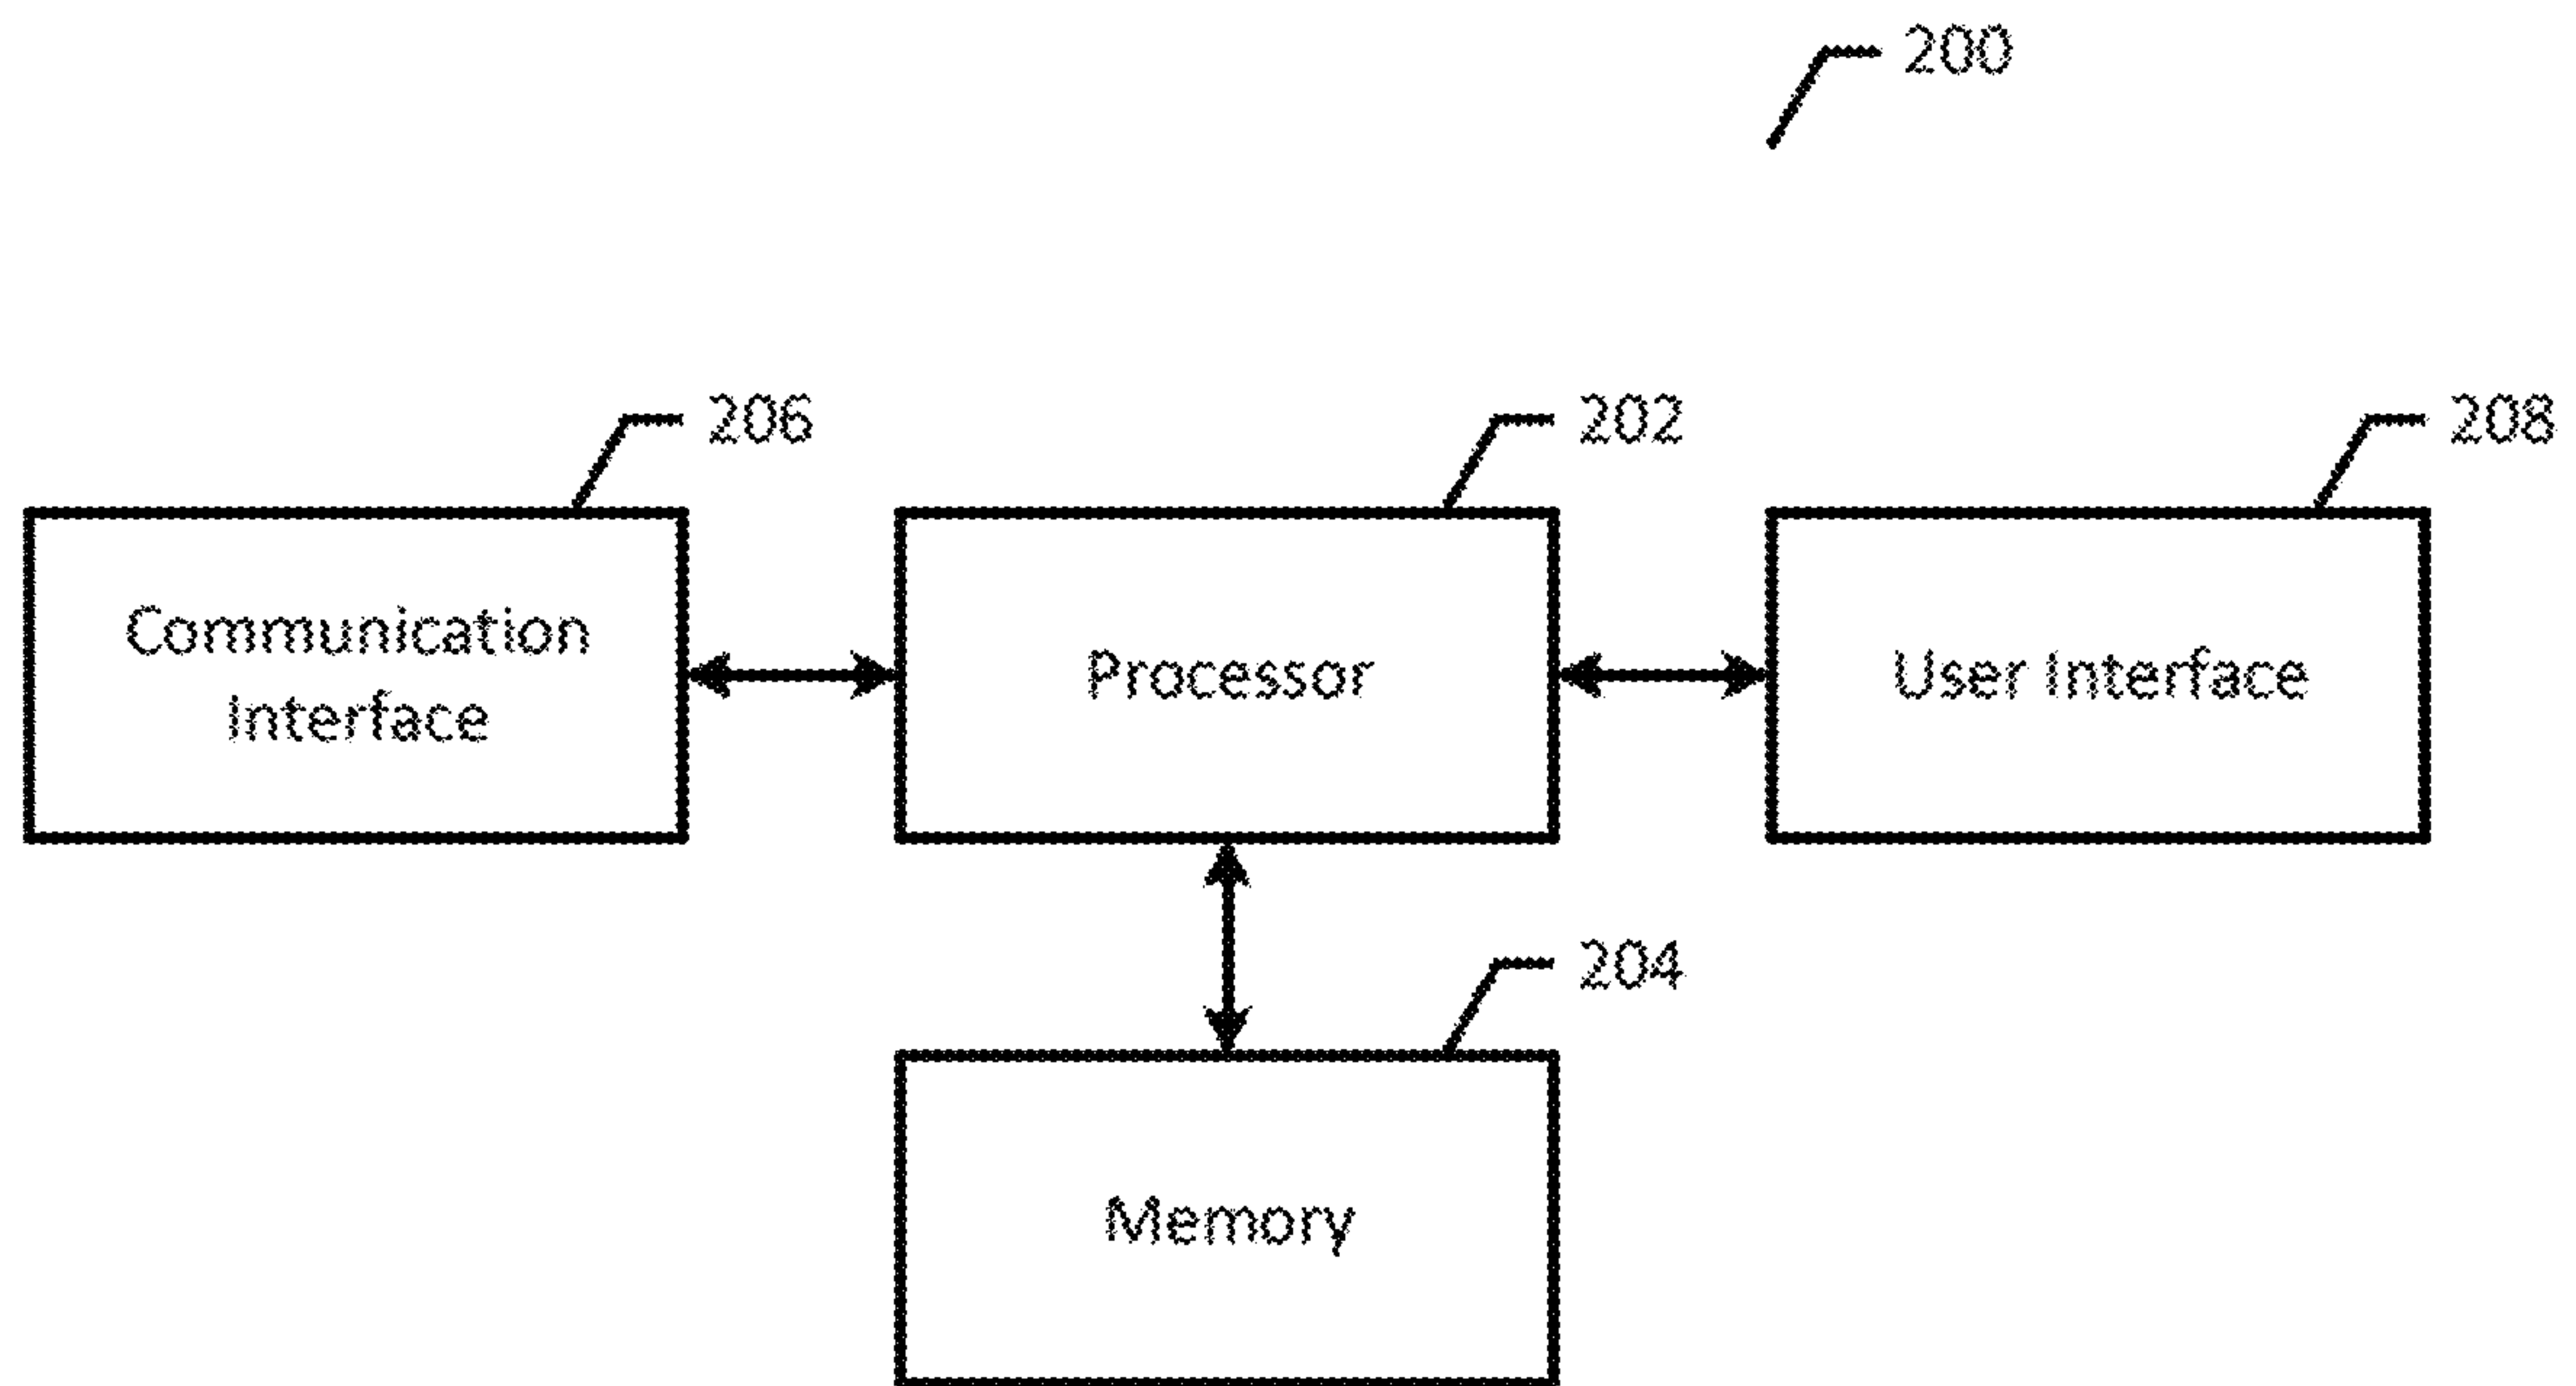 200
206
202
208
Communication
Interface
Processor
User Interface
204
Memory